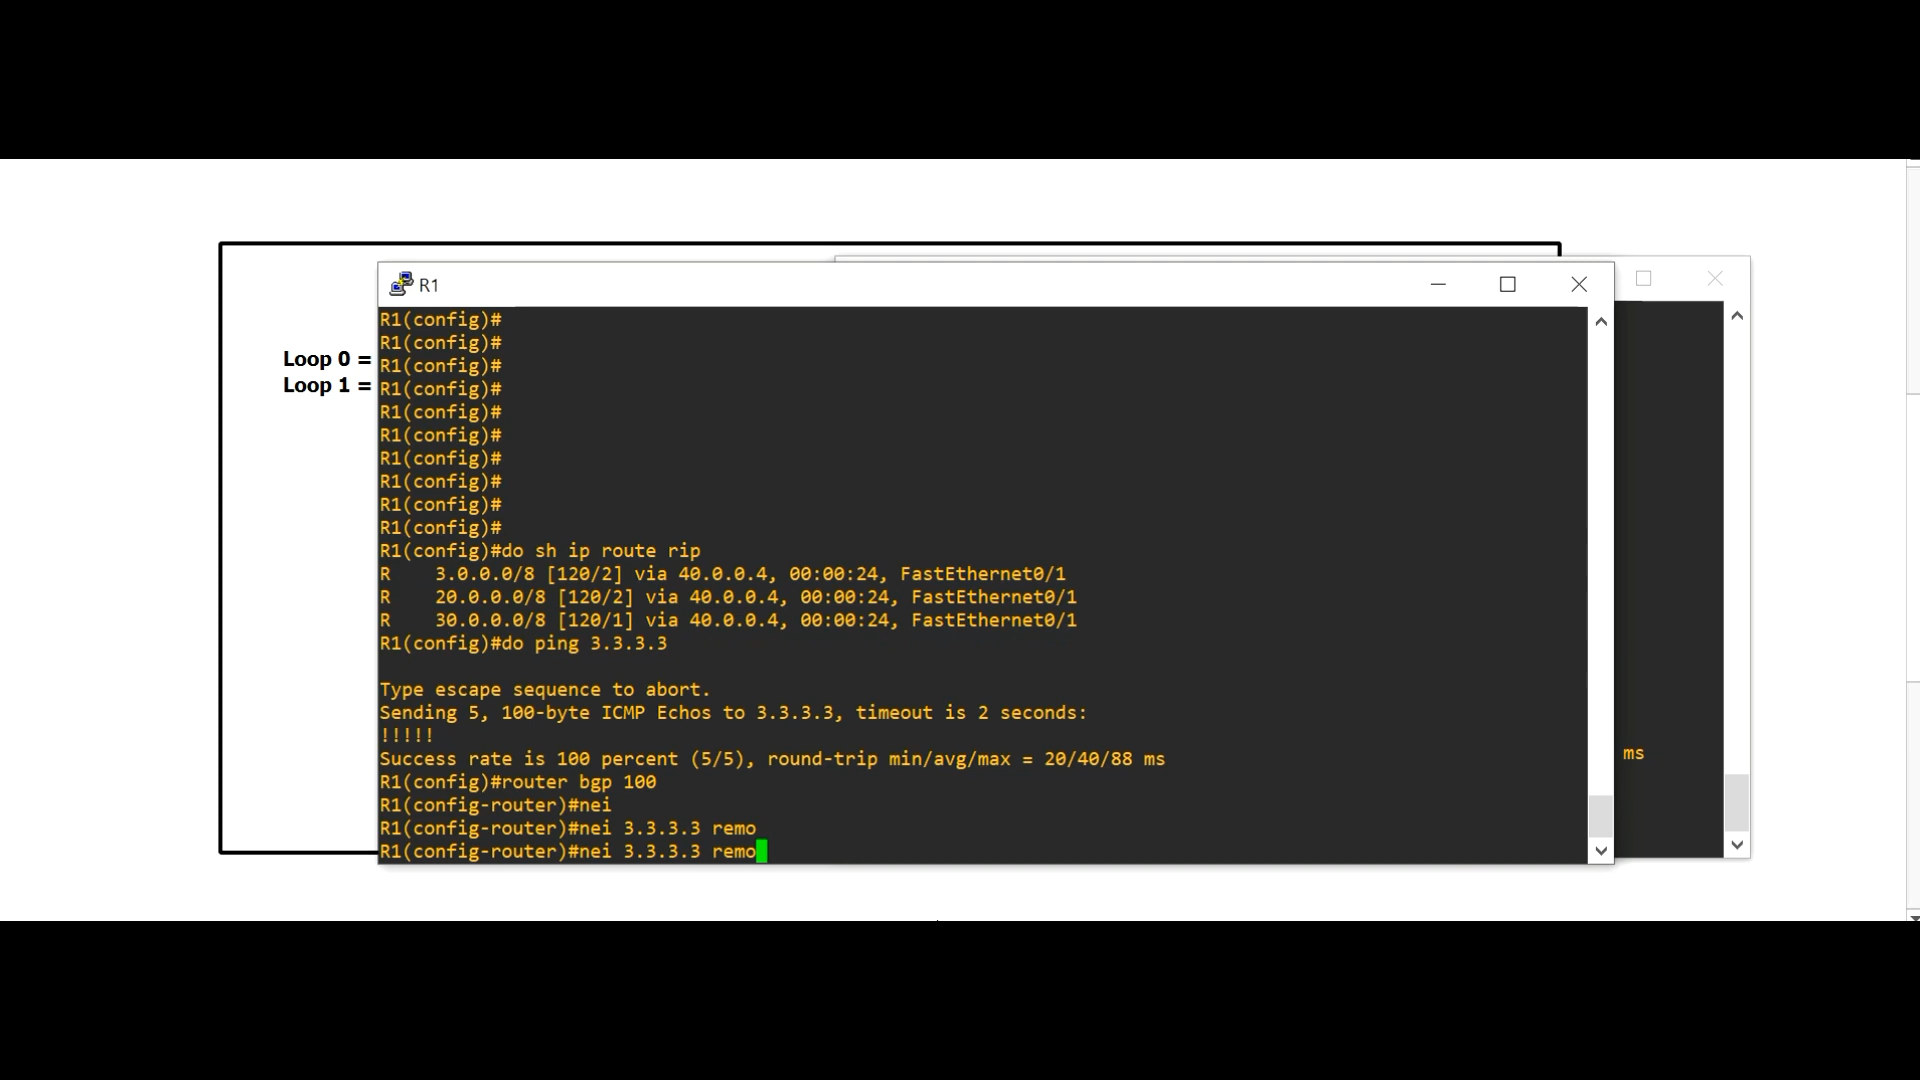 R1
Loop 0 =
Loop 1 =
R1(config)#
R1(config)#
R1(config)#
R1(config)#
R1(config)#
R1(config)#
R1(config)#
R1(config)#
R1(config)#
R1(config)#
R1(config)#do sh ip route rip
R    3.0.0.0/8 [120/2] via 40.0.0.4, 00:00:24, FastEthernet0/1
R    20.0.0.0/8 [120/2] via 40.0.0.4, 00:00:24, FastEthernet0/1
R    30.0.0.0/8 [120/1] via 40.0.0.4, 00:00:24, FastEthernet0/1
R1(config)#do ping 3.3.3.3
Type escape sequence to abort.
Sending 5, 100-byte ICMP Echos to 3.3.3.3, timeout is 2 seconds:
!!!!!
Success rate is 100 percent (5/5), round-trip min/avg/max = 20/40/88 ms
ms
R1(config)#router bgp 100
R1(config-router)#nei
R1(config-router)#nei 3.3.3.3 remo
R1(config-router)#nei 3.3.3.3 remo